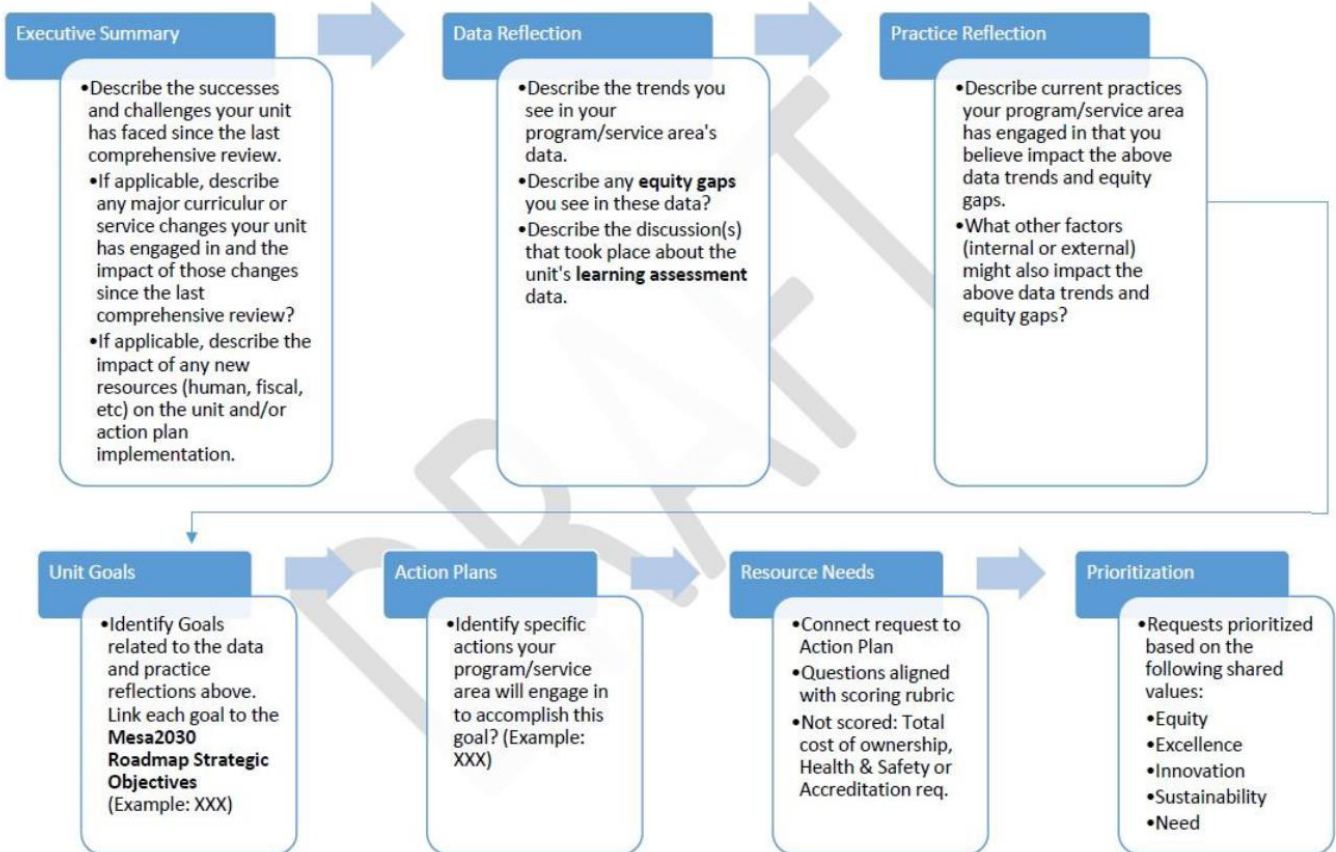 Executive Summary
•Describe the successes
and challenges your unit
has faced since the last
comprehensive review.
•If applicable, describe
any major curriculur or
service changes your unit
has engaged in and the
impact of those changes
since the last
comprehensive review?
•If applicable, describe the
impact of any new
resources (human, fiscal,
etc) on the unit and/or
action plan
implementation.
Data Reflection
•Describe the trends you
see in your
program/service area's
data.
•Describe any equity gaps
you see in these data?
•Describe the discussion(s)
that took place about the
unit's learning assessment
data.
Practice Reflection
•Describe current practices
your program/service area
has engaged in that you
believe impact the above
data trends and equity
gaps.
•What other factors
(internal or external)
might also impact the
above data trends and
equity gaps?
Unit Goals
•Identify Goals
related to the data
and practice
reflections above.
Link each goal to the
Mesa2030
Roadmap Strategic
Objectives
(Example: XXX)
Action Plans
•Identify specific
actions your
program/service
area will engage in
to accomplish this
goal? (Example:
XXX)
Resource Needs
•Connect request to
Action Plan
•Questions aligned
with scoring rubric
•Not scored: Total
cost of ownership,
Health & Safety or
Accreditation req.
Prioritization
•Requests prioritized
based on the
following shared
values:
•Equity
•Excellence
•Innovation
•Sustainability
•Need
DRAFT